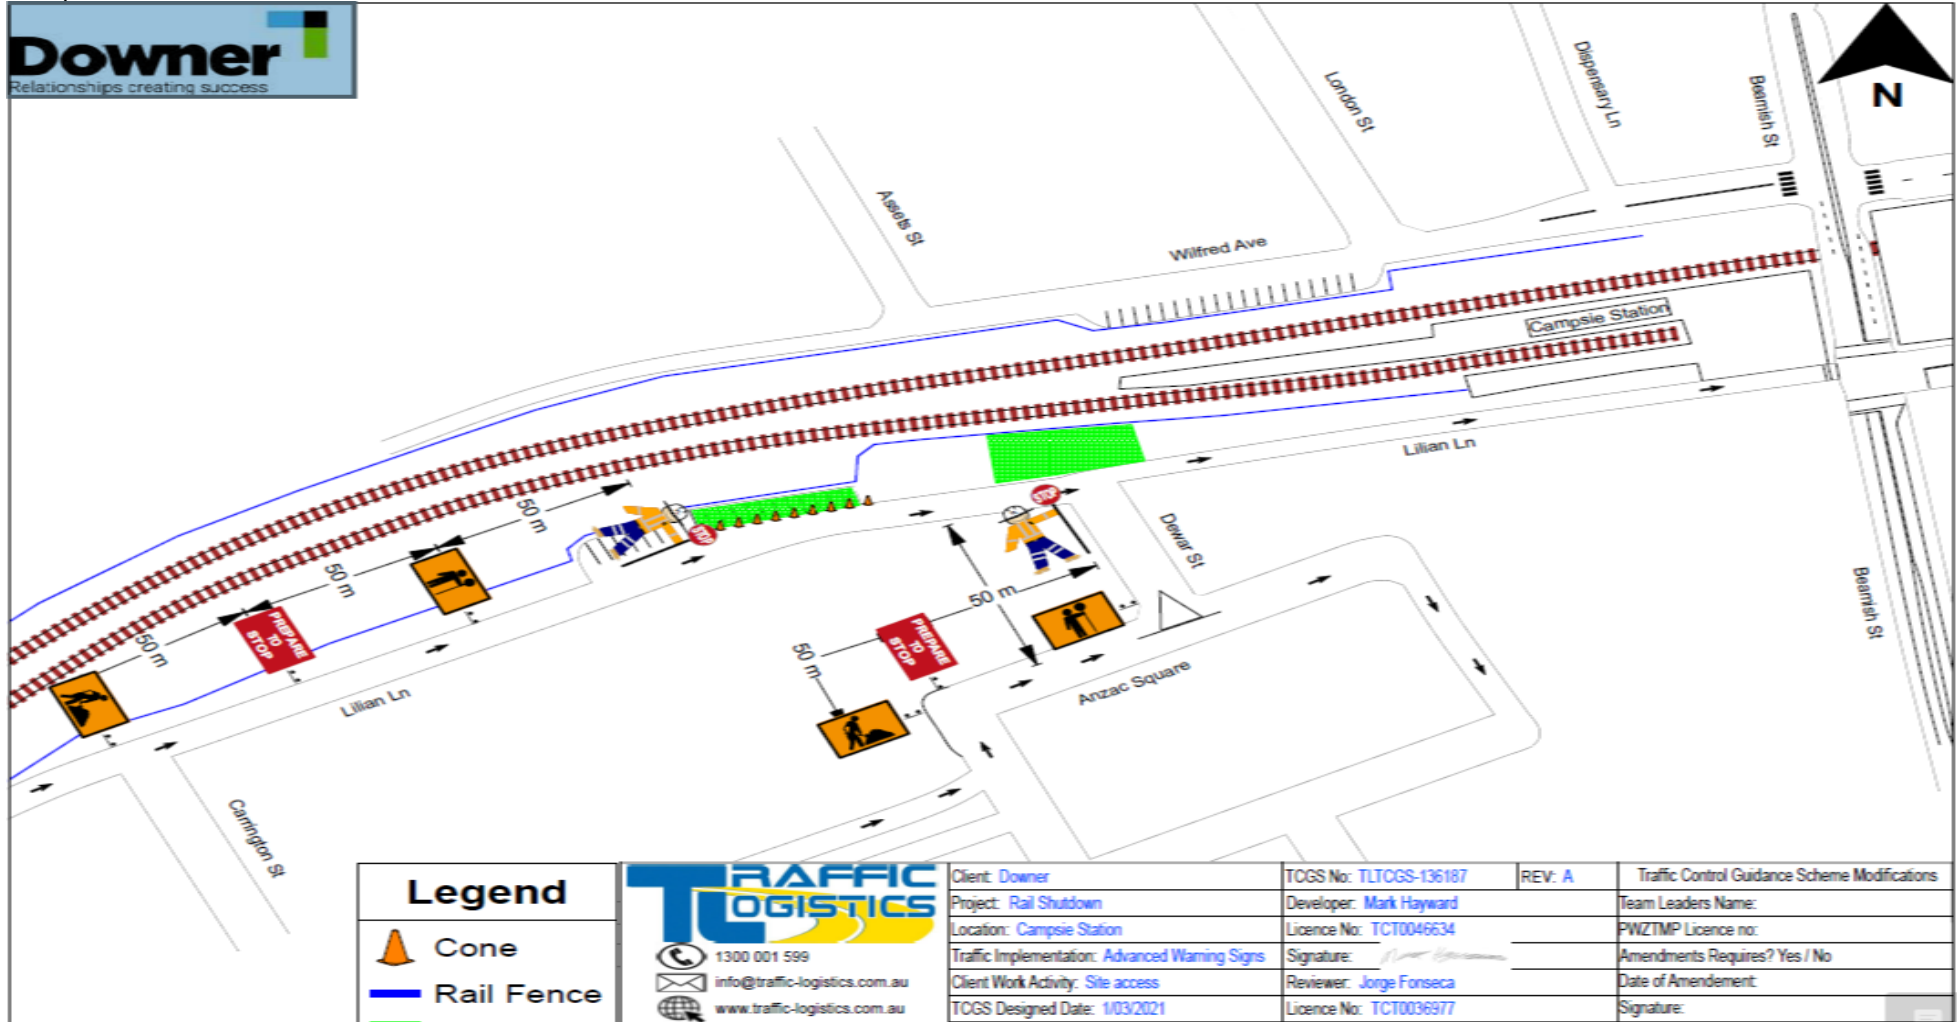 Downer
Relationships creating success
N
Dispensary Ln
London St
Beamish St
Assets St
Wilfred Ave
Campsie Station
Lilian Ln
50 m
STOP
STOP
50 m
Dewar St
50 m
PREPARE
TO
STOP
50 m
PREPARE
TO
STOP
50 m
Beamish St
Lilian Ln
Anzac Square
Carrington St
Legend
Cone
Rail Fence
TRAFFIC
LOGISTICS
1300 001 599
info@traffic-logistics.com.au
www.traffic-logistics.com.au
Client: Downer
Project: Rail Shutdown
Location: Campsie Station
Traffic Implementation: Advanced Warning Signs
Client Work Activity: Site access
TCGS Designed Date: 1/03/2021
TCGS No: TLTCGS-136187
REV: A
Developer: Mark Hayward
Licence No: TCT0046634
Signature:
Reviewer: Jorge Fonseca
Licence No: TCT0036977
Traffic Control Guidance Scheme Modifications
Team Leaders Name:
PWZTMP Licence no:
Amendments Requires? Yes / No
Date of Amendement:
Signature: